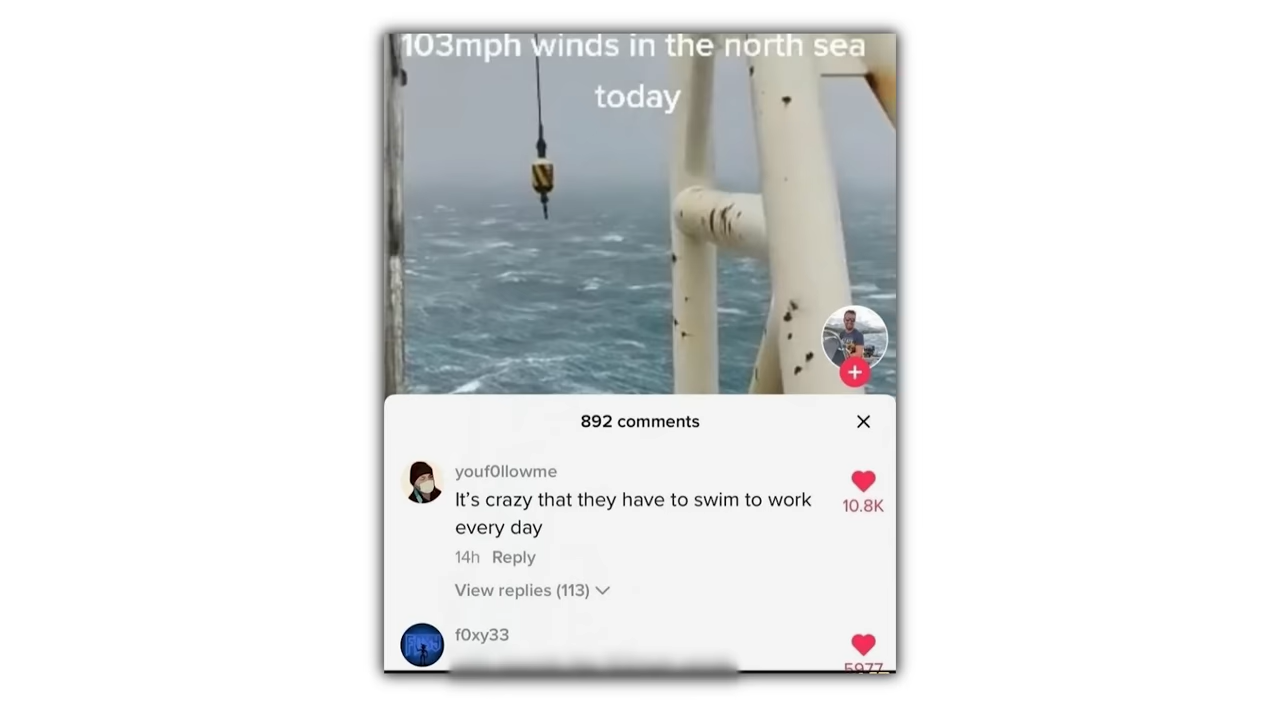 103mph winds in the north sea
today
892 comments
youf0llowme
It's crazy that they have to swim to work
every day
10.8K
14h Reply
View replies (113)
f0xy33
5977